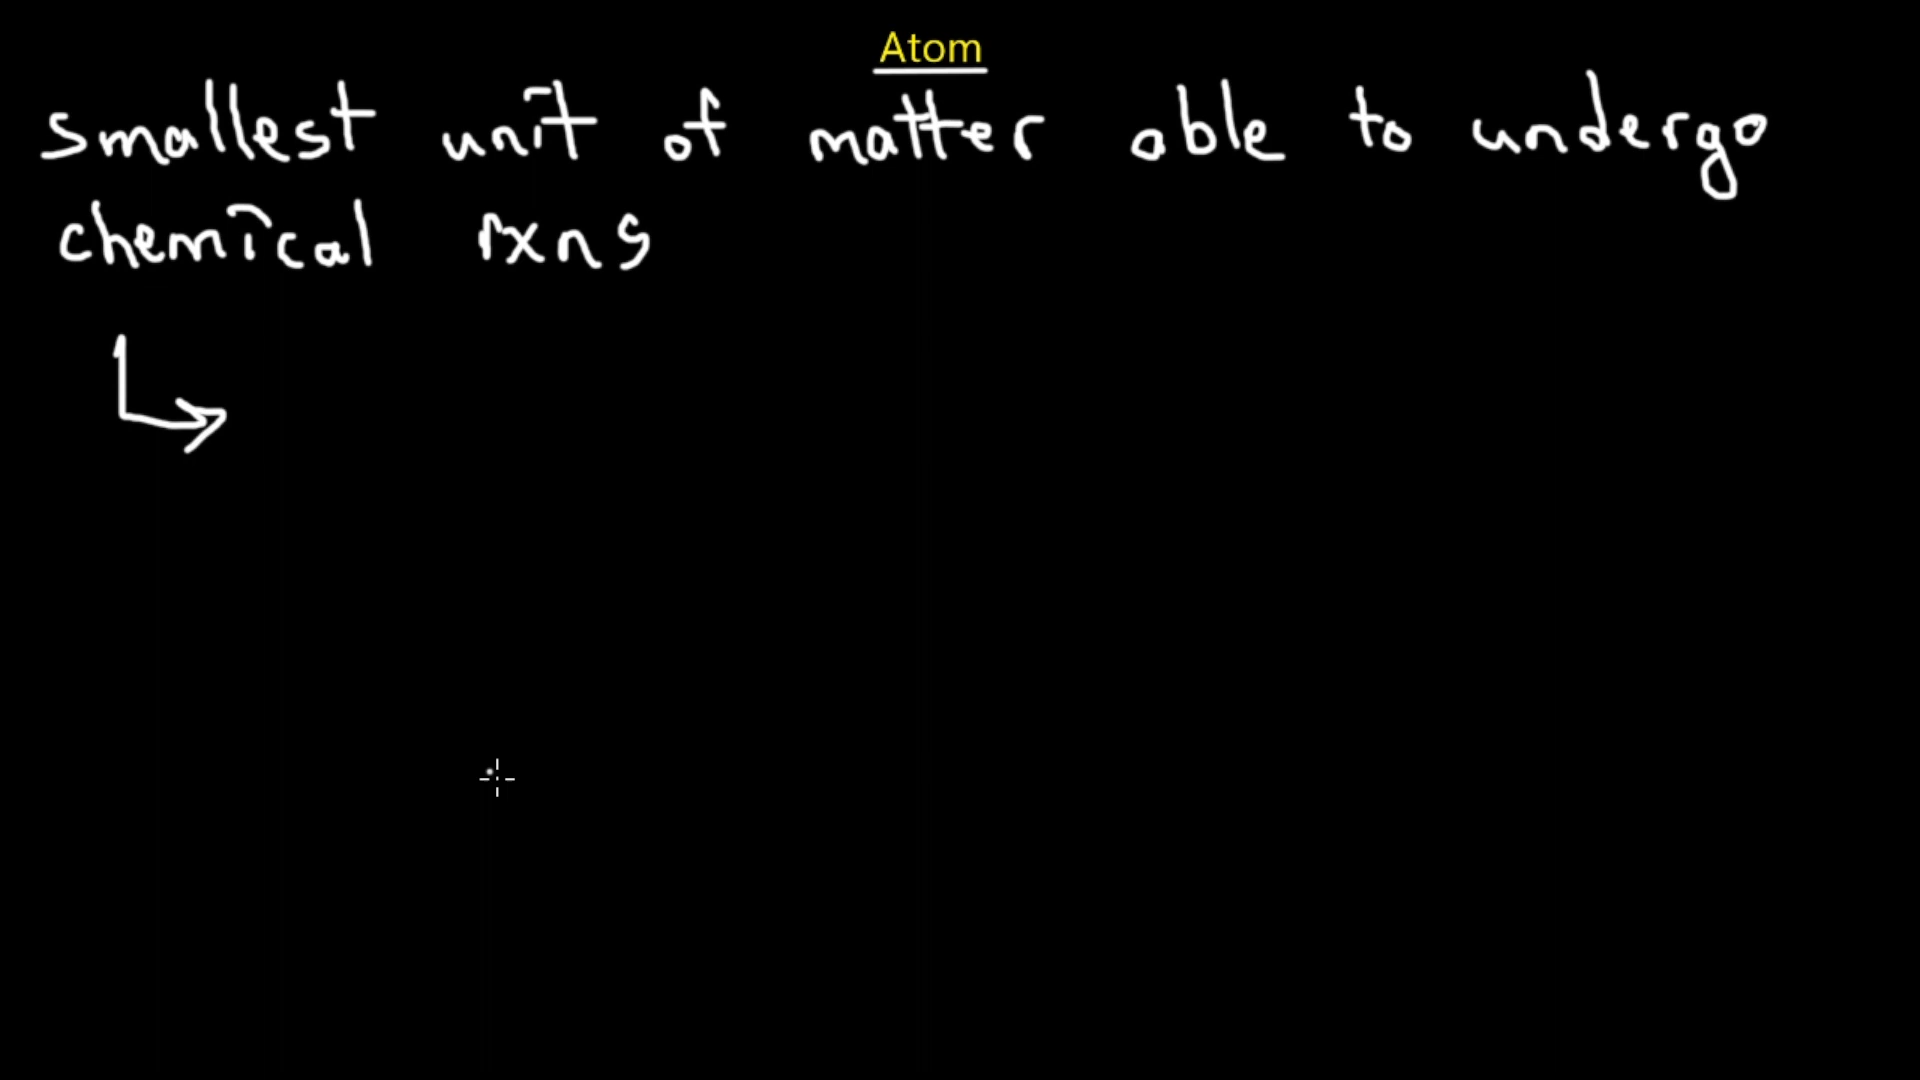 Atom
smallest unit of matter able to undergo
chemical rxns